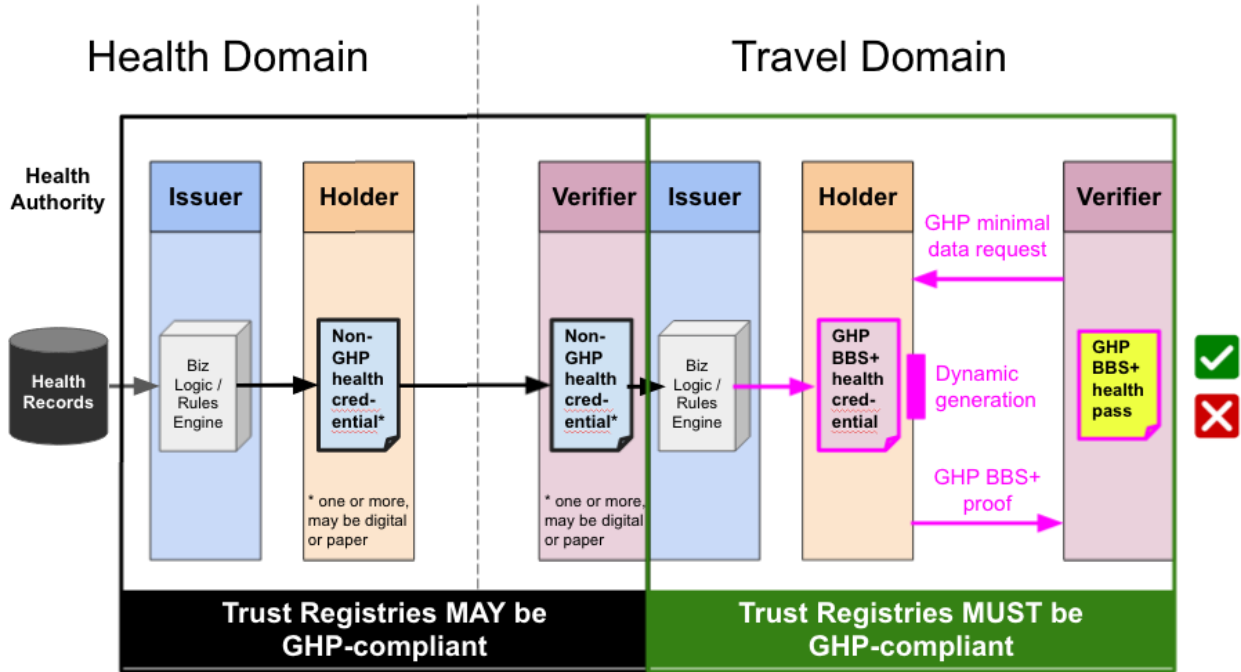 Health Domain
Travel Domain
Health
Authority
Issuer
Holder
Verifier
Issuer
Holder
Verifier
GHP minimal
data request
Health
Records
Biz
Logic /
Rules
Engine
Non-
GHP
health
cred-
ential*
* one or more,
may be digital
or paper
Non-
GHP
health
cred-
ential*
* one or more,
may be digital
or paper
Biz
Logic /
Rules
Engine
GHP
BBS+
health
cred-
ential
Dynamic
generation
GHP
BBS+
health
pass
GHP BBS+
proof
Trust Registries MAY be
GHP-compliant
Trust Registries MUST be
GHP-compliant